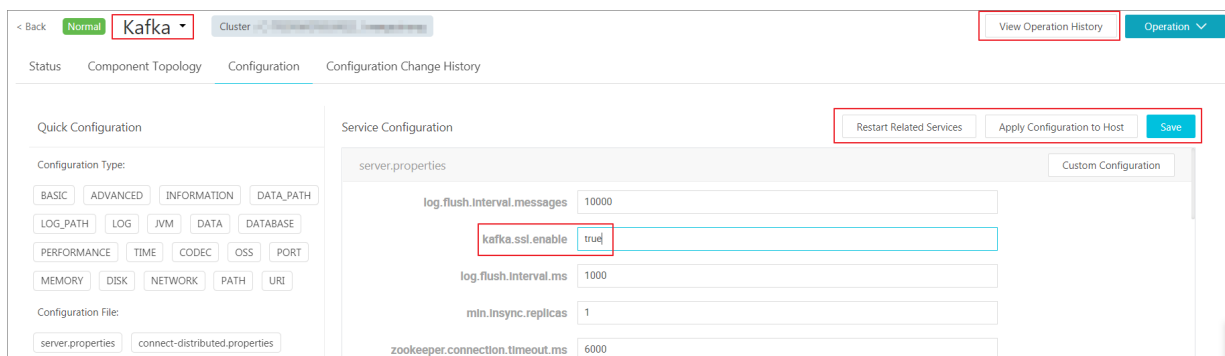 < Back Normal Kafka Cluster View Operation History Operation
Status Component Topology Configuration Configuration Change History
Quick Configuration
Configuration Type:
BASIC ADVANCED INFORMATION DATA_PATH
LOG_PATH LOG JVM DATA DATABASE
PERFORMANCE TIME CODEC OSS PORT
MEMORY DISK NETWORK PATH URI
Configuration File:
server.properties connect-distributed.properties
Service Configuration Restart Related Services Apply Configuration to Host Save
server.properties Custom Configuration
log.flush.interval.messages 10000
kafka.ssl.enable true
log.flush.interval.ms 1000
min.insync.replicas 1
zookeeper.connection.timeout.ms 6000